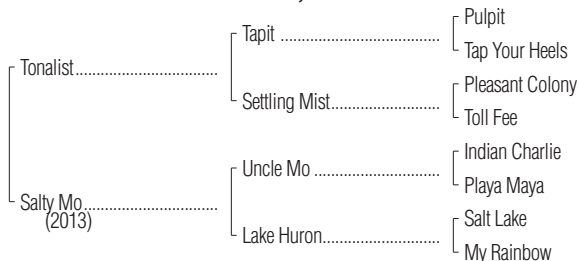 Pulpit
Tapit ...............................
Tap Your Heels
Tonalist............................
Pleasant Colony
Settling Mist.....................
Toll Fee
Indian Charlie
Uncle Mo ........................
Playa Maya
Salty Mo..........................
(2013)
Salt Lake
Lake Huron.......................
My Rainbow